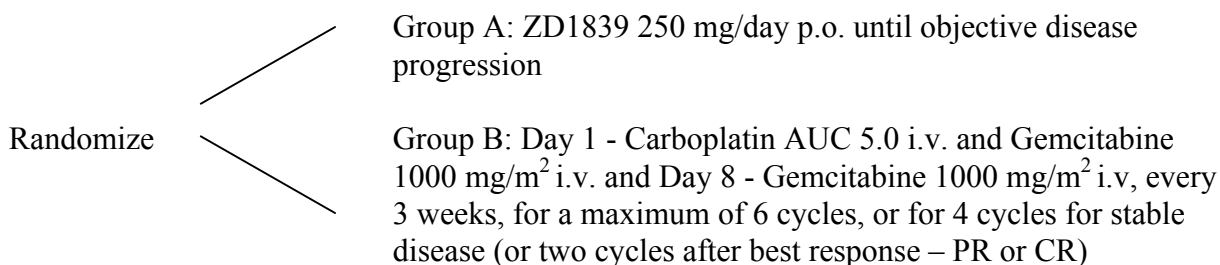 Group A: ZD1839 250 mg/day p.o. until objective disease
progression
Randomize
Group B: Day 1 - Carboplatin AUC 5.0 i.v. and Gemcitabine
1000 mg/m² i.v. and Day 8 - Gemcitabine 1000 mg/m² i.v, every
3 weeks, for a maximum of 6 cycles, or for 4 cycles for stable
disease (or two cycles after best response – PR or CR)